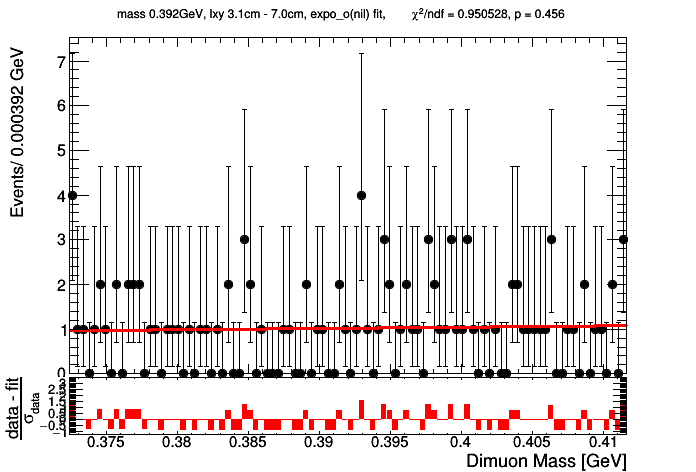 mass 0.392GeV, lxy 3.1cm - 7.0cm, expo_o(nil) fit, χ²/ndf = 0.950528, p = 0.456
Events/ 0.000392 GeV
7
6
5
4
3
2
1
0
data - fit
σdata
0.375 0.38 0.385 0.39 0.395 0.4 0.405 0.41
Dimuon Mass [GeV]